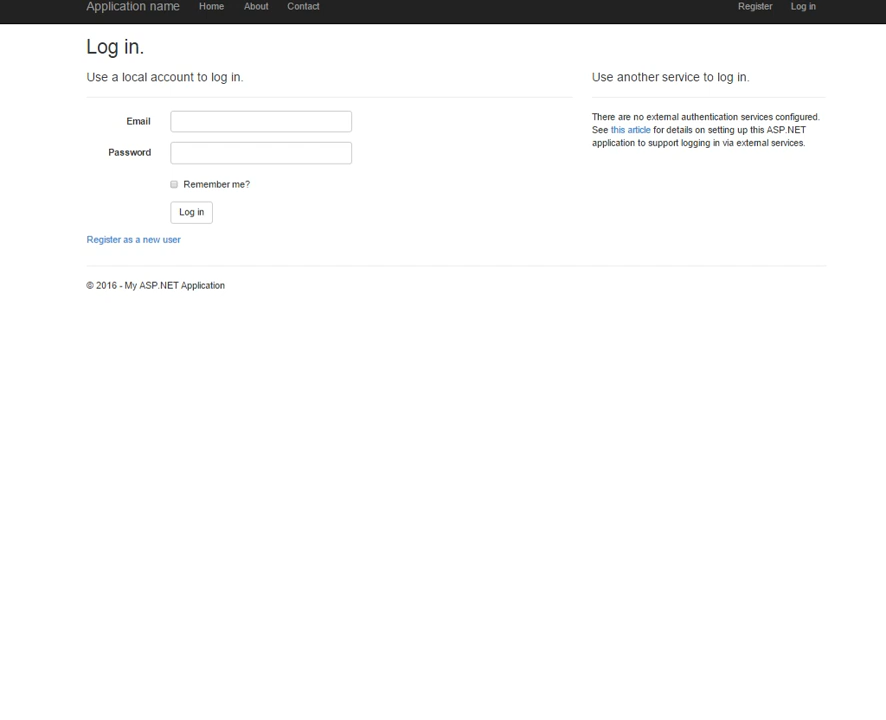 Application name Home About Contact Register Log in
Log in.
Use a local account to log in.
Email
Password
Remember me?
Log in
Register as a new user
Use another service to log in.
There are no external authentication services configured.
See this article for details on setting up this ASP.NET
application to support logging in via external services.
© 2016 - My ASP.NET Application